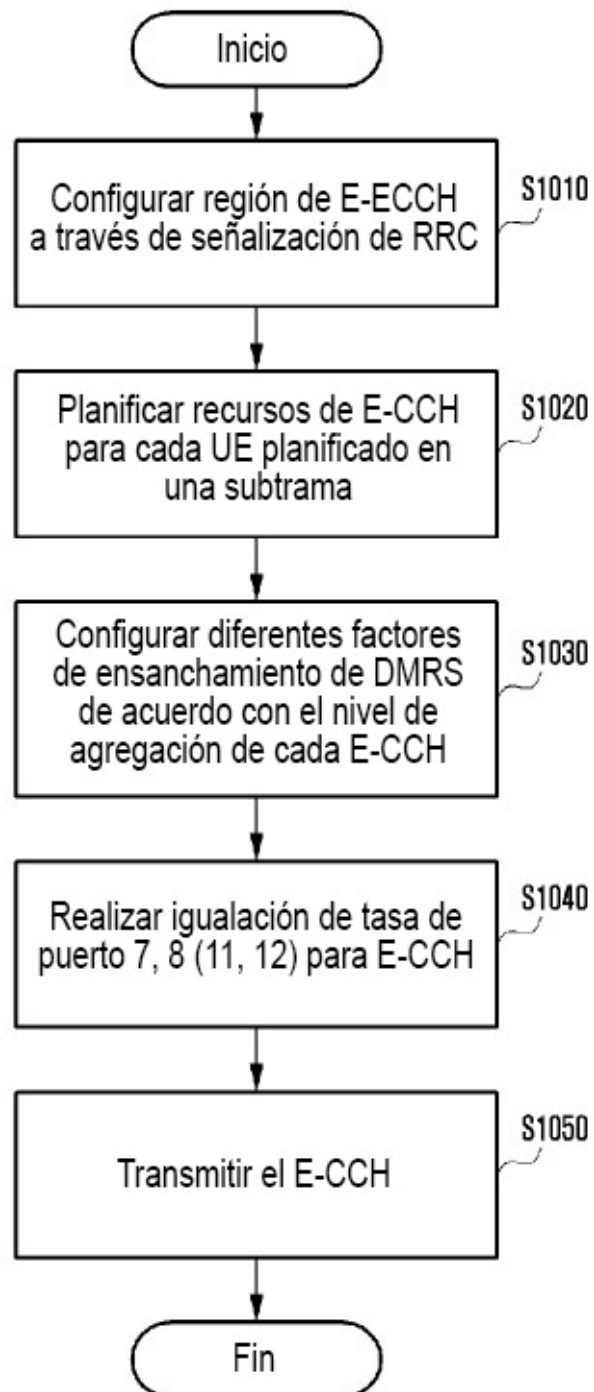 Inicio
Configurar región de E-ECCH
a través de señalización de RRC
S1010
Planificar recursos de E-CCH
para cada UE planificado en
una subtrama
S1020
Configurar diferentes factores
de ensanchamiento de DMRS
de acuerdo con el nivel de
agregación de cada E-CCH
S1030
Realizar igualación de tasa de
puerto 7, 8 (11, 12) para E-CCH
S1040
Transmitir el E-CCH
S1050
Fin